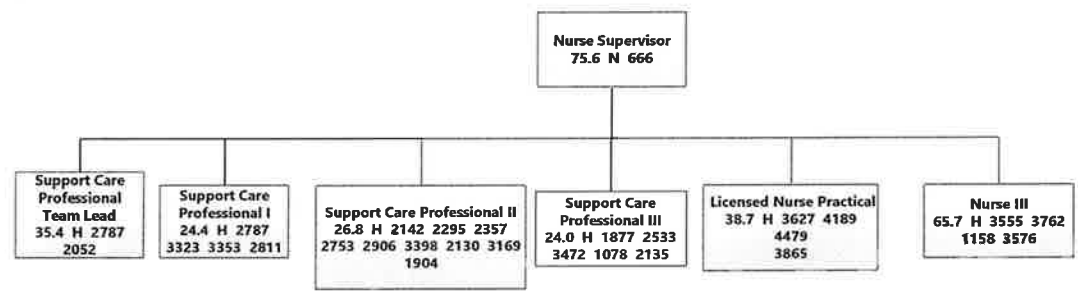 Nurse Supervisor
75.6 N 666
Support Care
Professional
Team Lead
35.4 H 2787
2052
Support Care
Professional I
24.4 H 2787
3323 3353 2811
Support Care Professional II
26.8 H 2142 2295 2357
2753 2906 3398 2130 3169
1904
Support Care
Professional III
24.0 H 1877 2533
3472 1078 2135
Licensed Nurse Practical
38.7 H 3627 4189
4479
3865
Nurse III
65.7 H 3555 3762
1158 3576